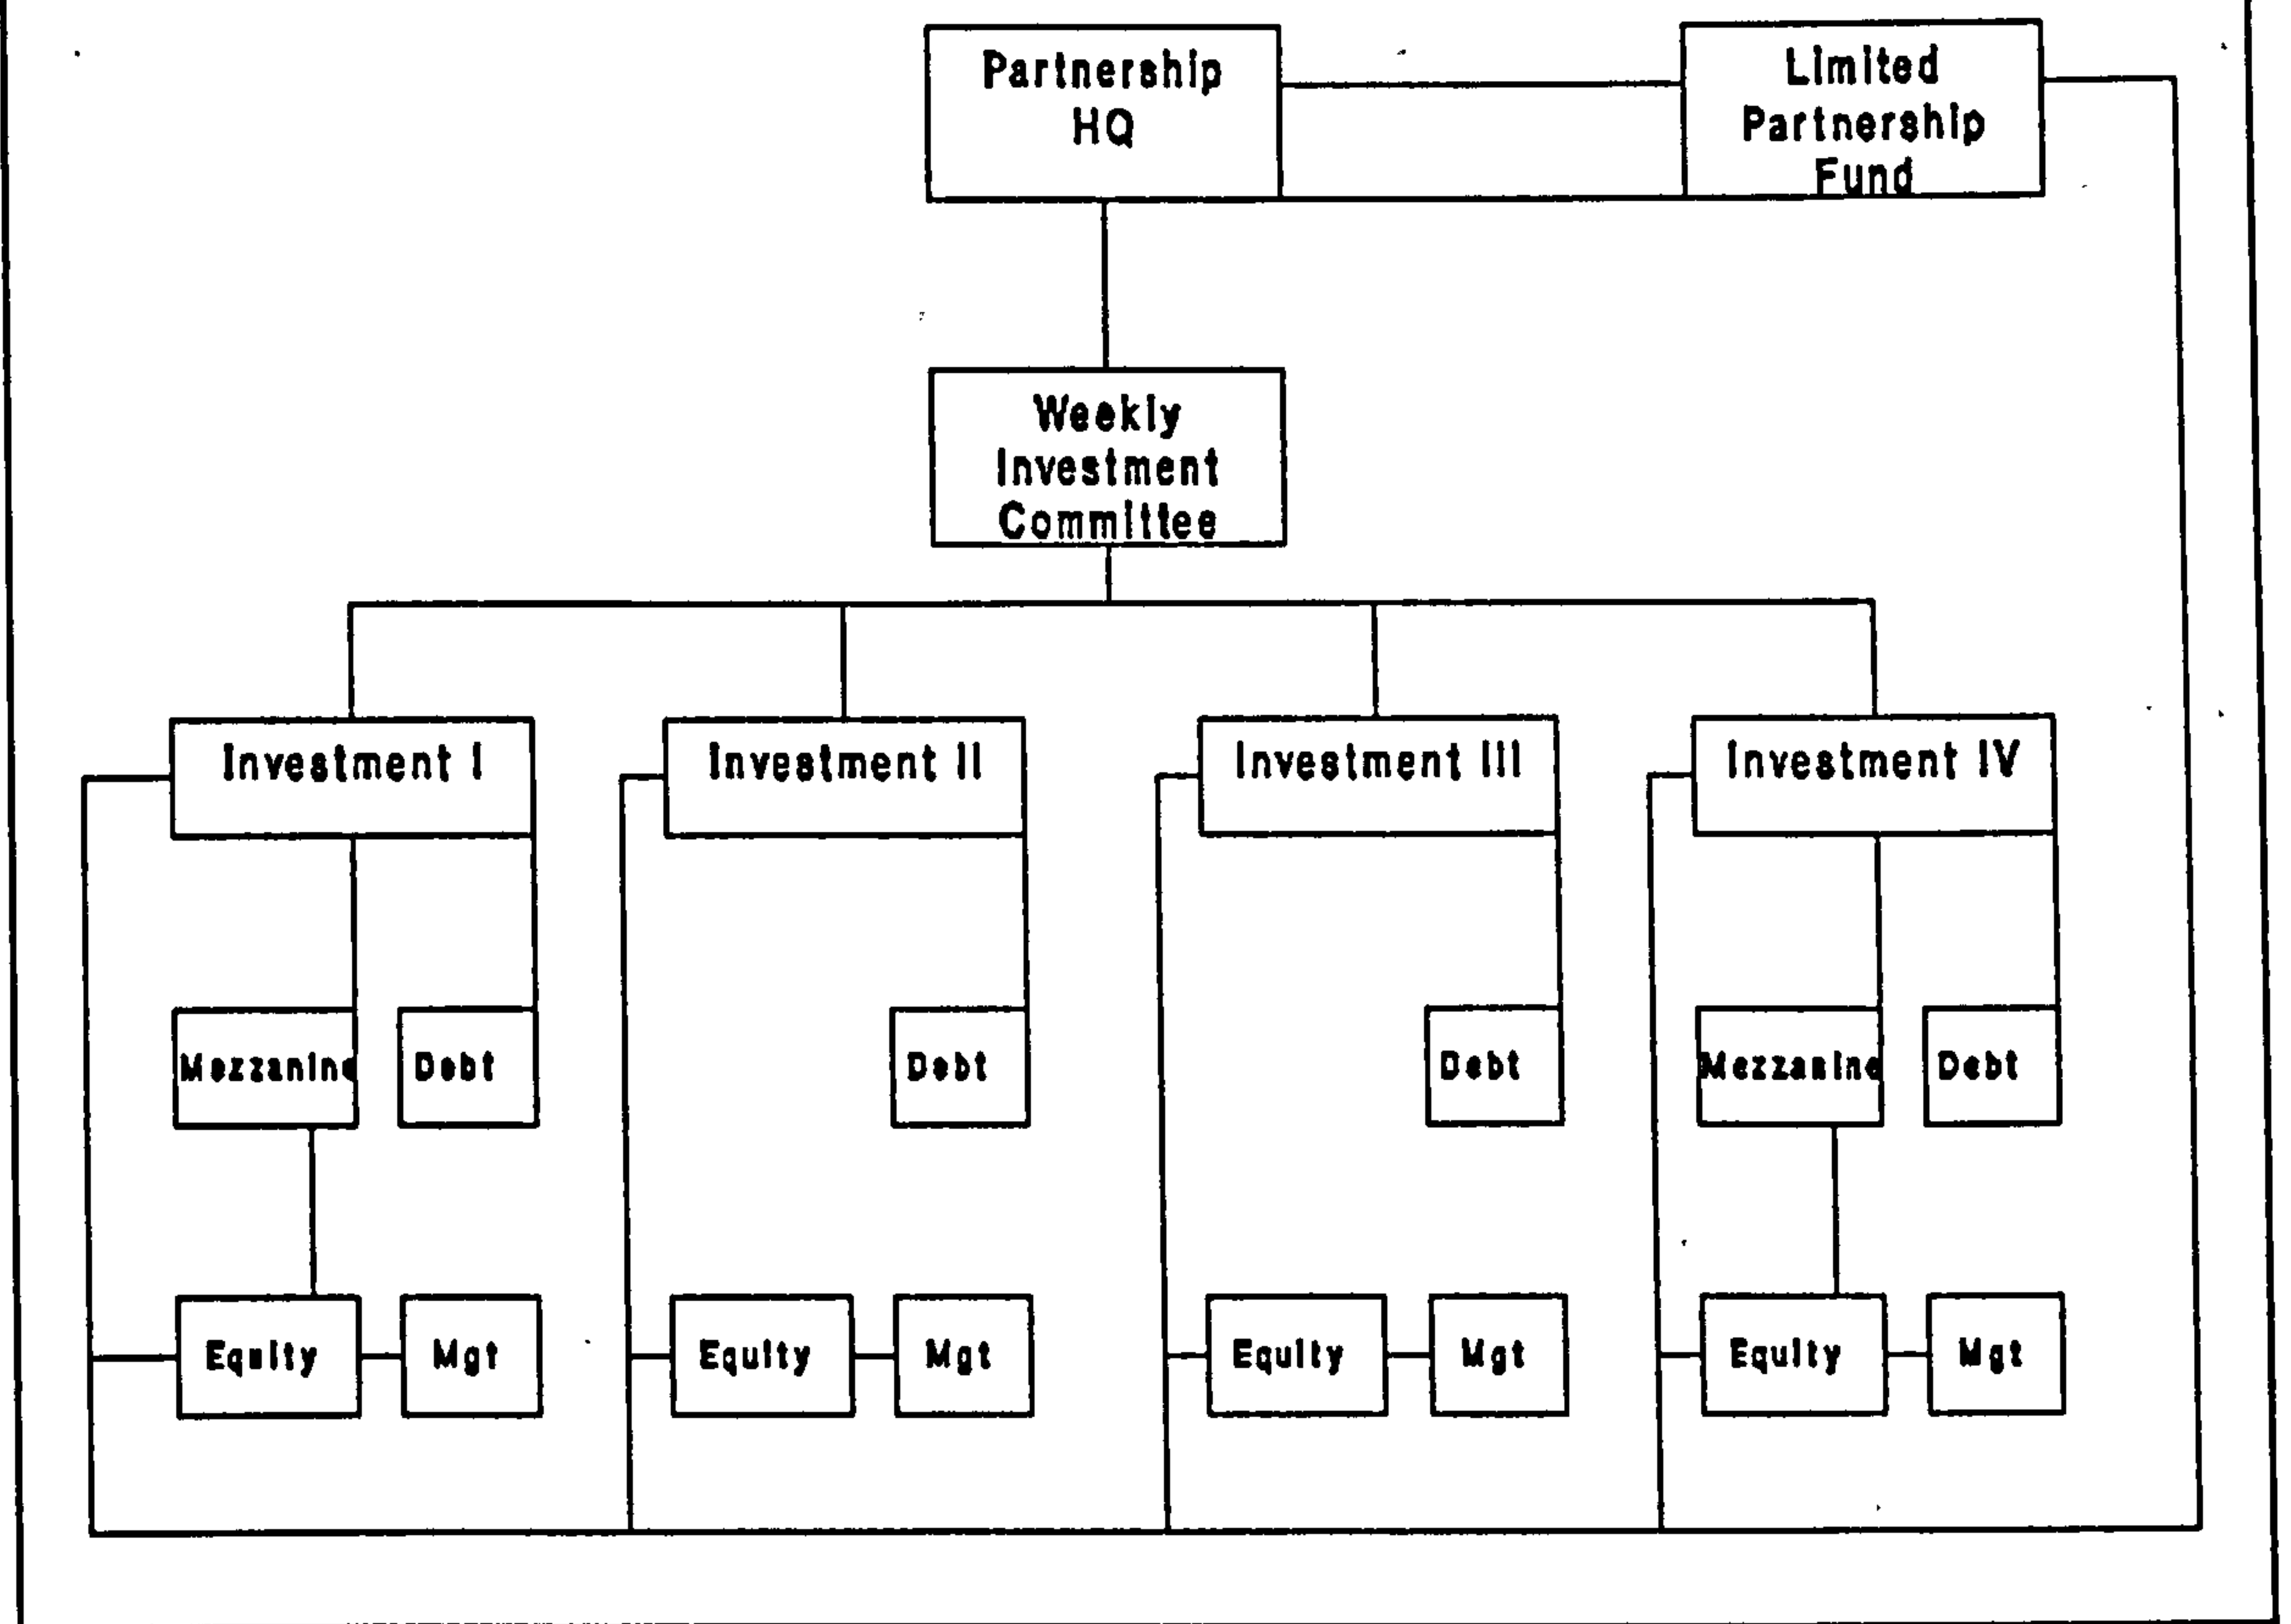 Partnership
HQ
Limited
Partnership
Fund
Weekly
Investment
Committee
Investment I
Investment II
Investment III
Investment IV
Mezzanine
Debt
Debt
Debt
Mezzanine
Debt
Equity
Mgt
Equity
Mgt
Equity
Mgt
Equity
Mgt